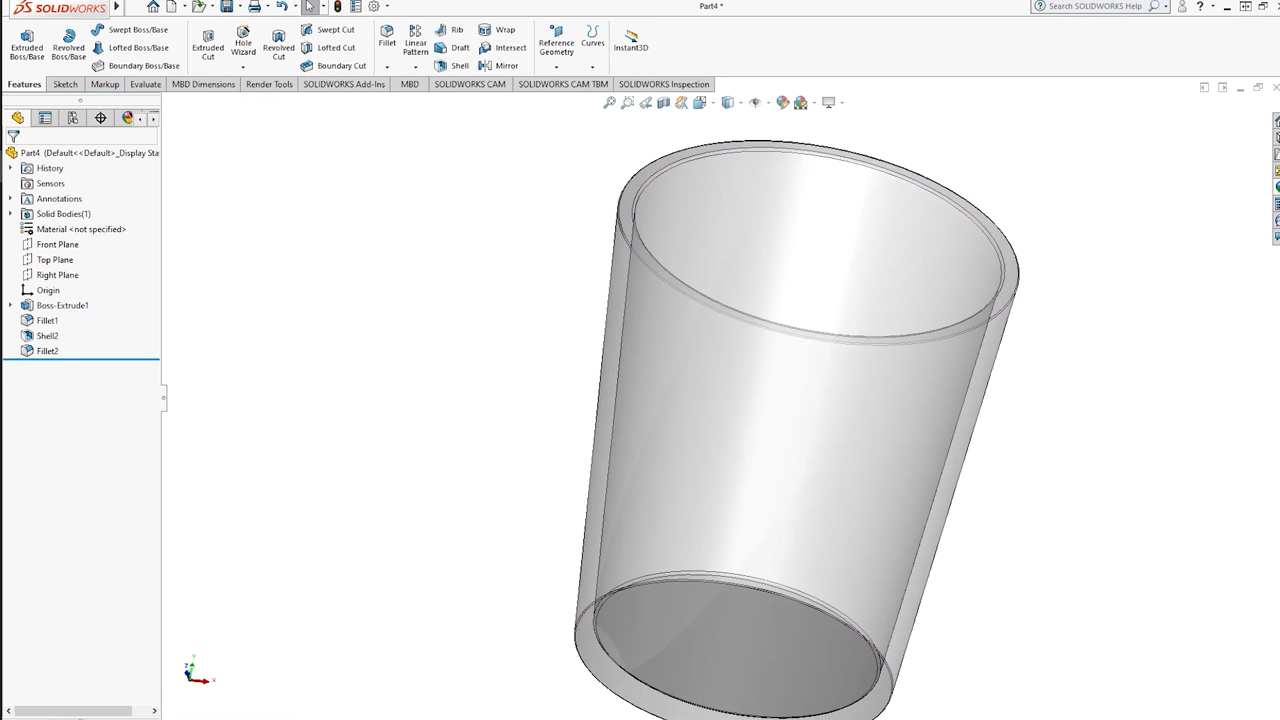 SOLIDWORKS
Part4 *
Search SOLIDWORKS Help
Extruded Boss/Base
Revolved Boss/Base
Swept Boss/Base
Lofted Boss/Base
Boundary Boss/Base
Extruded Cut
Hole Wizard
Revolved Cut
Swept Cut
Lofted Cut
Boundary Cut
Fillet
Linear Pattern
Rib
Draft
Shell
Wrap
Intersect
Mirror
Reference Geometry
Curves
Instant3D
Features Sketch Markup Evaluate MBD Dimensions Render Tools SOLIDWORKS Add-Ins MBD SOLIDWORKS CAM SOLIDWORKS CAM TBM SOLIDWORKS Inspection
Part4 (Default<<Default>_Display Sta
History
Sensors
Annotations
Solid Bodies(1)
Material <not specified>
Front Plane
Top Plane
Right Plane
Origin
Boss-Extrude1
Fillet1
Shell2
Fillet2
Y
Z
X